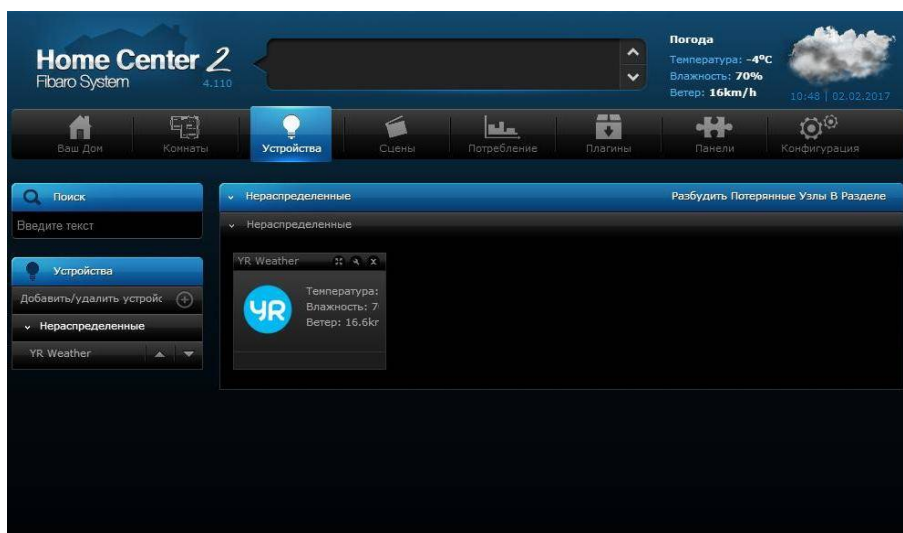 Home Center 2
Fibaro System
4.110
Погода
Температура: -4°C
Влажность: 70%
Ветер: 16km/h
10:48 | 02.02.2017
Ваш Дом
Комнаты
Устройства
Сцены
Потребление
Плагины
Панели
Конфигурация
Поиск
Введите текст
Устройства
Добавить/удалить устройс
Нераспределенные
YR Weather
Нераспределенные
Разбудить Потерянные Узлы В Разделе
Нераспределенные
YR Weather
YR
Температура:
Влажность: 7
Ветер: 16.6kr